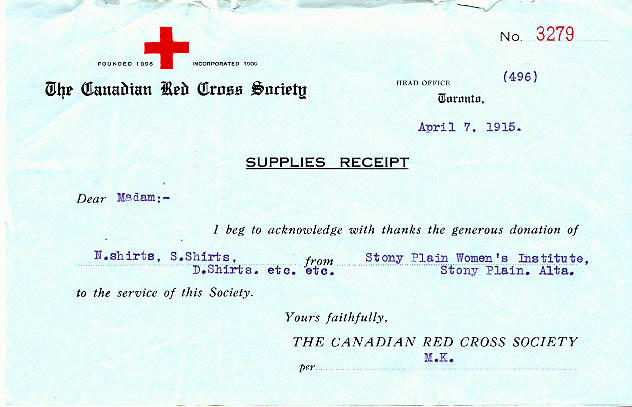 No. 3279
FOUNDED 1896 INCORPORATED 1906
The Canadian Red Cross Society
HEAD OFFICE (496)
Toronto,
April 7, 1915.
SUPPLIES RECEIPT
Dear Madam:-
I beg to acknowledge with thanks the generous donation of
N.shirts, S.Shirts, from Stony Plain Women's Institute,
D.Shirts. etc. etc. Stony Plain. Alta.
to the service of this Society.
Yours faithfully,
THE CANADIAN RED CROSS SOCIETY
M.K.
per